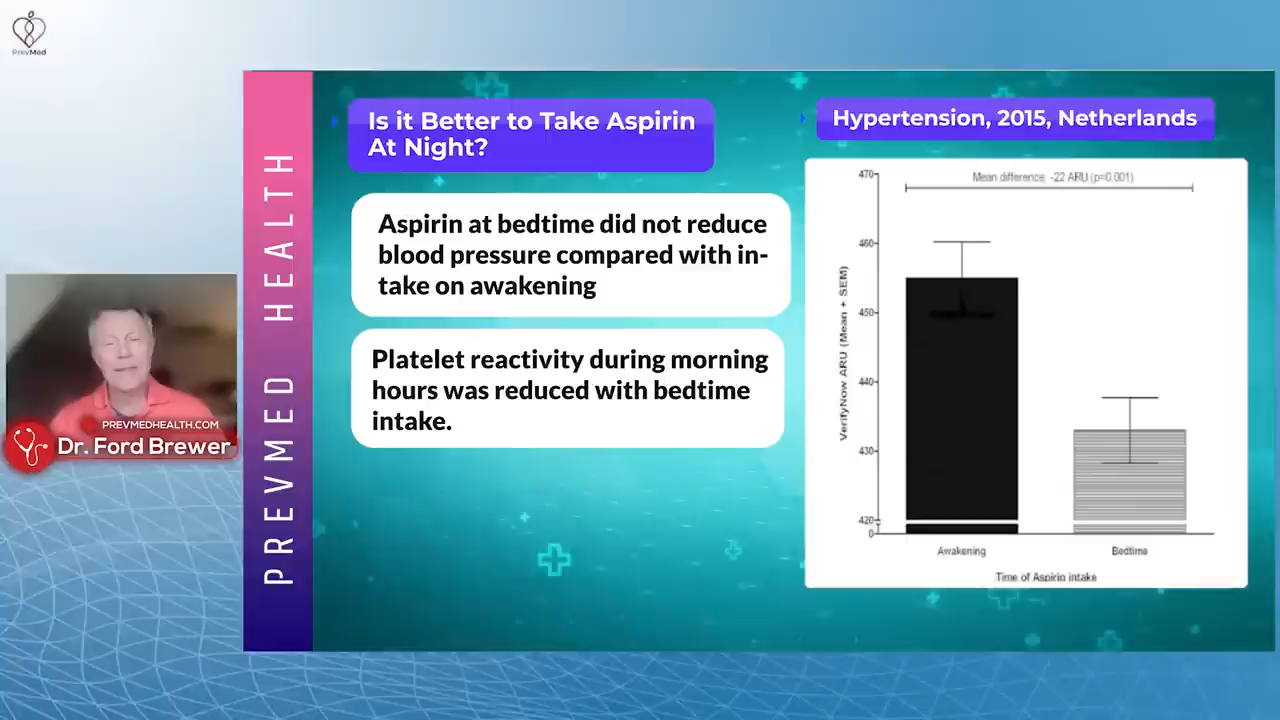 PrevMed
PREVMED HEALTH
Is it Better to Take Aspirin
At Night?
Aspirin at bedtime did not reduce
blood pressure compared with in-
take on awakening
Platelet reactivity during morning
hours was reduced with bedtime
intake.
Hypertension, 2015, Netherlands
Mean difference: -22 ARU (p=0.001)
VerifyNow ARU (Mean + SEM)
470
460
450
440
430
420
0
Awakening
Bedtime
Time of Aspirin intake
PREVMEDHEALTH.COM
Dr. Ford Brewer